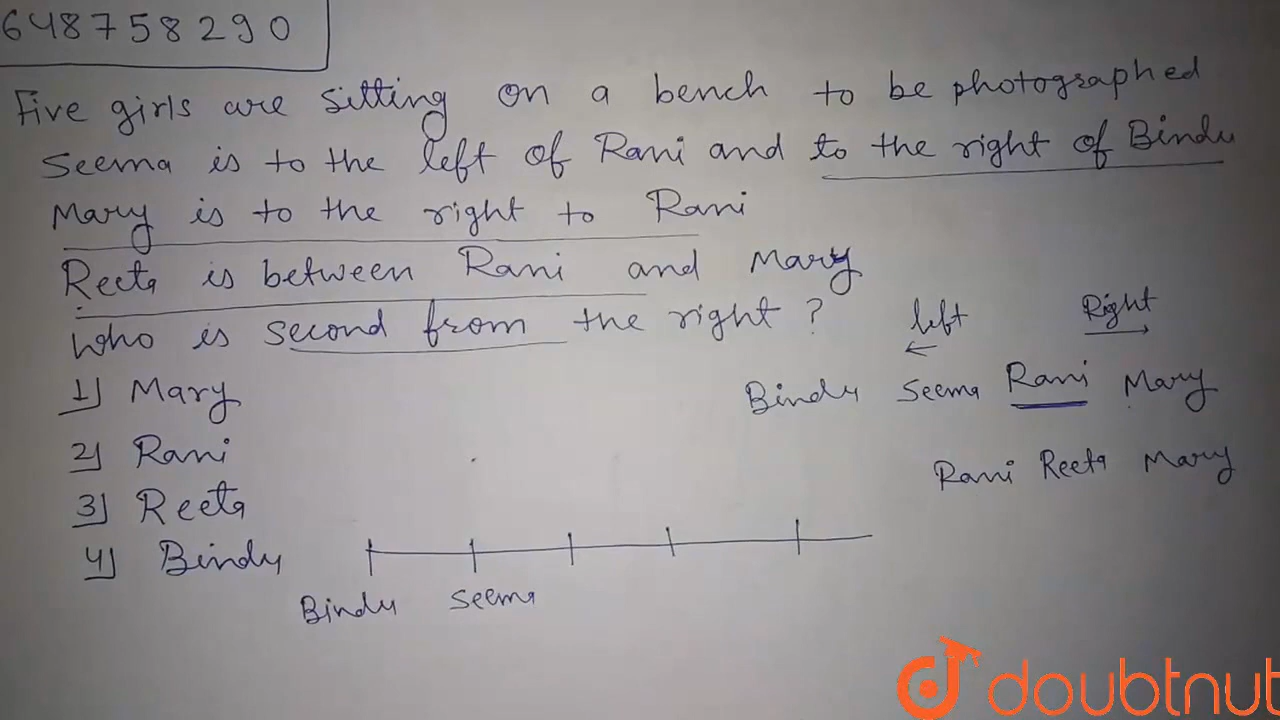 648758290
Five girls are sitting on a bench to be photographed
Seema is to the left of Rani and to the right of Bindu
Mary is to the right to Rani
Reeta is between Rani and Mary
who is second from the right ?
1) Mary
2) Rani
3) Reeta
4) Bindu
left Right
Bindu Seema Rani Mary
Rani Reeta Mary
Bindu Seema
doubtnut